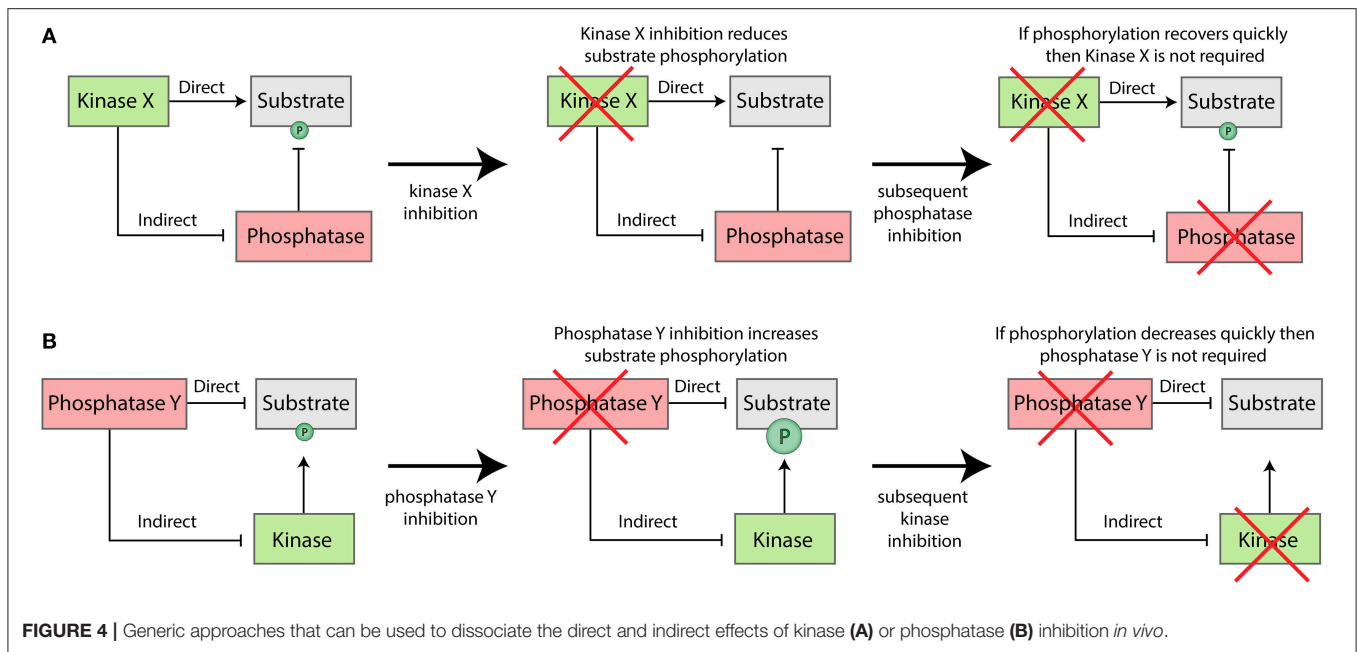 A
Kinase X
Direct
Substrate
P
Indirect
Phosphatase
kinase X
inhibition
Kinase X inhibition reduces
substrate phosphorylation
Kinase X
Direct
Substrate
Indirect
Phosphatase
subsequent
phosphatase
inhibition
If phosphorylation recovers quickly
then Kinase X is not required
Kinase X
Direct
Substrate
P
Indirect
Phosphatase
B
Phosphatase Y
Direct
Substrate
P
Indirect
Kinase
phosphatase Y
inhibition
Phosphatase Y inhibition increases
substrate phosphorylation
Phosphatase Y
Direct
Substrate
P
Indirect
Kinase
subsequent
kinase
inhibition
If phosphorylation decreases quickly then
phosphatase Y is not required
Phosphatase Y
Direct
Substrate
Indirect
Kinase
FIGURE 4 | Generic approaches that can be used to dissociate the direct and indirect effects of kinase (A) or phosphatase (B) inhibition in vivo.